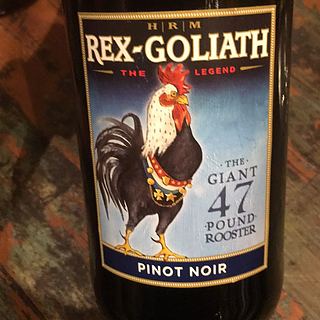 H|R|M
REX-GOLIATH
THE LEGEND
·THE·
GIANT
47
·POUND·
ROOSTER
PINOT NOIR